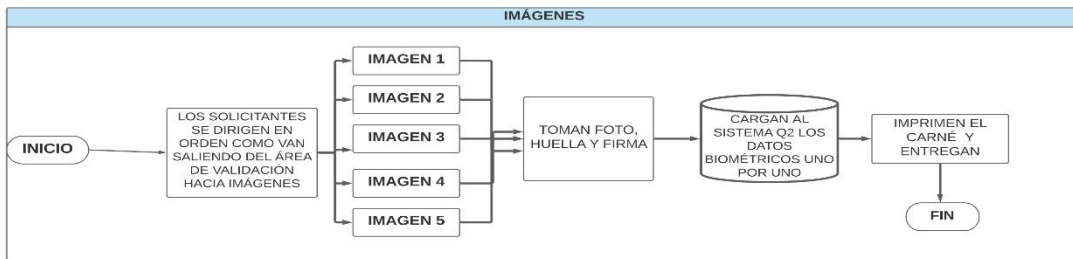 IMÁGENES
INICIO
LOS SOLICITANTES
SE DIRIGEN EN
ORDEN COMO VAN
SALIENDO DEL ÁREA
DE VALIDACIÓN
HACIA IMÁGENES
IMAGEN 1
IMAGEN 2
IMAGEN 3
IMAGEN 4
IMAGEN 5
TOMAN FOTO,
HUELLA Y FIRMA
CARGAN AL
SISTEMA Q2 LOS
DATOS
BIOMÉTRICOS UNO
POR UNO
IMPRIMEN EL
CARNÉ Y
ENTREGAN
FIN